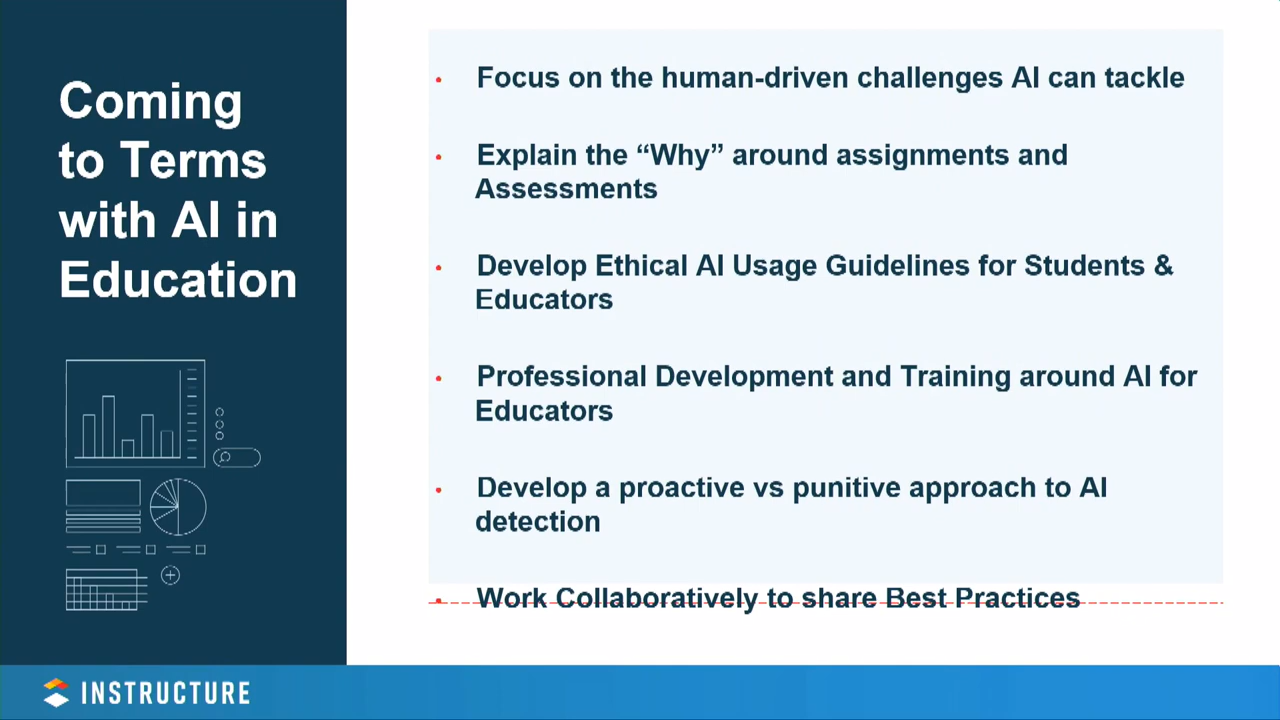 Coming
to Terms
with AI in
Education
• Focus on the human-driven challenges AI can tackle
• Explain the “Why” around assignments and
Assessments
• Develop Ethical AI Usage Guidelines for Students &
Educators
• Professional Development and Training around AI for
Educators
• Develop a proactive vs punitive approach to AI
detection
• Work Collaboratively to share Best Practices
INSTRUCTURE